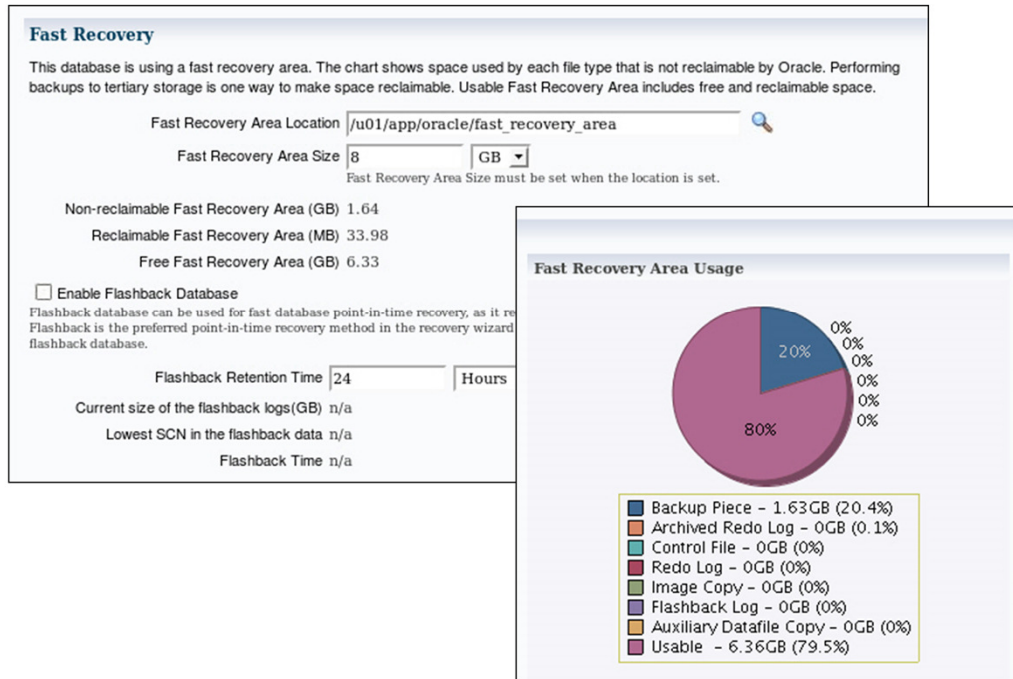 Fast Recovery
This database is using a fast recovery area. The chart shows space used by each file type that is not reclaimable by Oracle. Performing
backups to tertiary storage is one way to make space reclaimable. Usable Fast Recovery Area includes free and reclaimable space.
Fast Recovery Area Location /u01/app/oracle/fast_recovery_area
Fast Recovery Area Size 8 GB
Fast Recovery Area Size must be set when the location is set.
Non-reclaimable Fast Recovery Area (GB) 1.64
Reclaimable Fast Recovery Area (MB) 33.98
Free Fast Recovery Area (GB) 6.33
Enable Flashback Database
Flashback database can be used for fast database point-in-time recovery, as it re
Flashback is the preferred point-in-time recovery method in the recovery wizard
flashback database.
Flashback Retention Time 24 Hours
Current size of the flashback logs(GB) n/a
Lowest SCN in the flashback data n/a
Flashback Time n/a
Fast Recovery Area Usage
20%
0%
0%
0%
0%
0%
0%
80%
Backup Piece – 1.63GB (20.4%)
Archived Redo Log – 0GB (0.1%)
Control File – 0GB (0%)
Redo Log – 0GB (0%)
Image Copy – 0GB (0%)
Flashback Log – 0GB (0%)
Auxiliary Datafile Copy – 0GB (0%)
Usable – 6.36GB (79.5%)